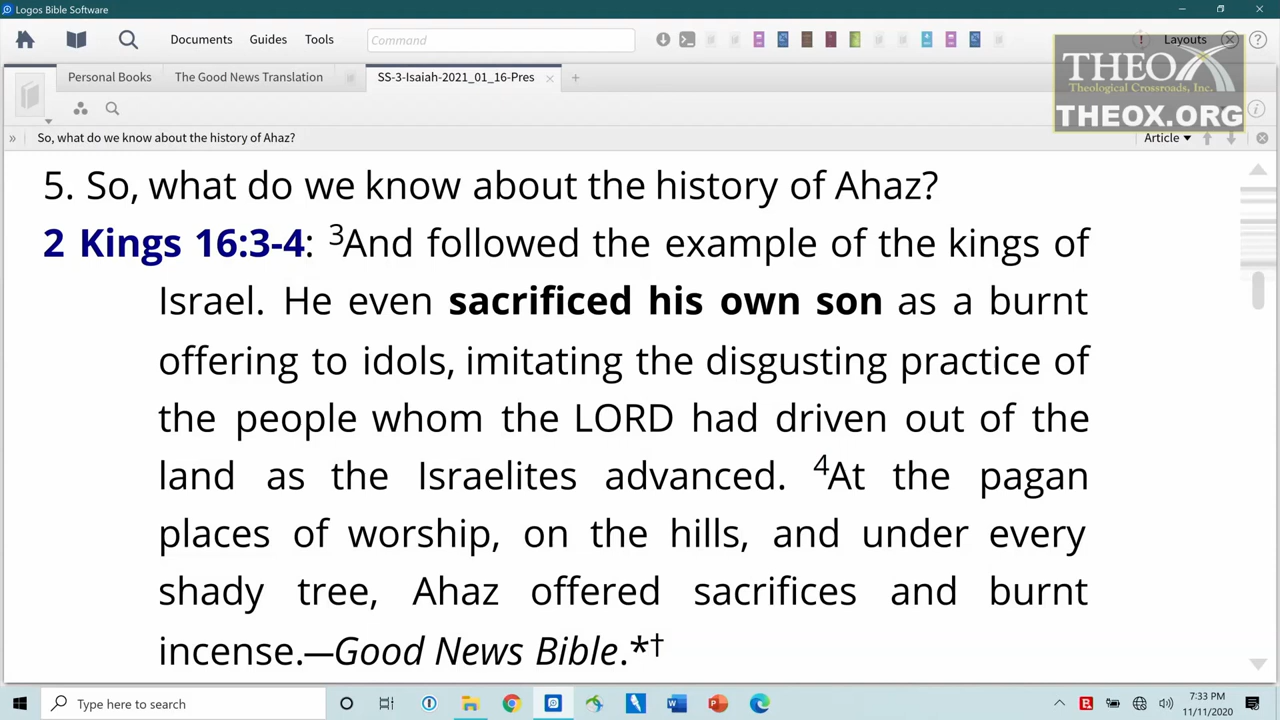 Logos Bible Software
Documents Guides Tools
Command
Layouts
THEOX
Theological Crossroads, Inc.
THEOX.ORG
Personal Books The Good News Translation SS-3-Isaiah-2021_01_16-Pres
So, what do we know about the history of Ahaz? Article
5. So, what do we know about the history of Ahaz?
2 Kings 16:3-4: ³And followed the example of the kings of
Israel. He even sacrificed his own son as a burnt
offering to idols, imitating the disgusting practice of
the people whom the LORD had driven out of the
land as the Israelites advanced. ⁴At the pagan
places of worship, on the hills, and under every
shady tree, Ahaz offered sacrifices and burnt
incense.—Good News Bible.*†
Type here to search
7:33 PM
11/11/2020